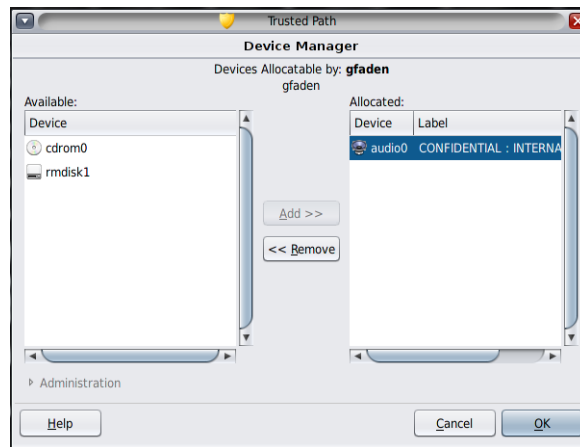 Trusted Path
Device Manager
Devices Allocatable by: gfaden
gfaden
Available:
Device
cdrom0
rmdisk1
Add >>
<< Remove
Allocated:
Device Label
audio0 CONFIDENTIAL : INTERNA
Administration
Help
Cancel
OK